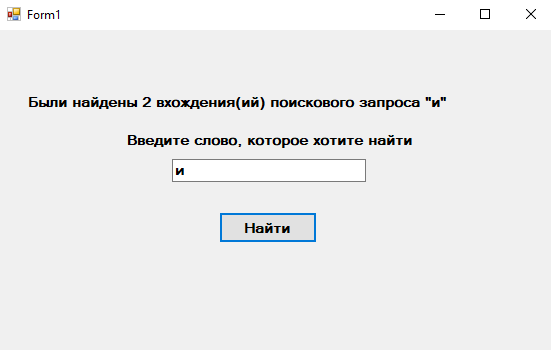 Form1
Были найдены 2 вхождения(ий) поискового запроса "и"
Введите слово, которое хотите найти
и
Найти